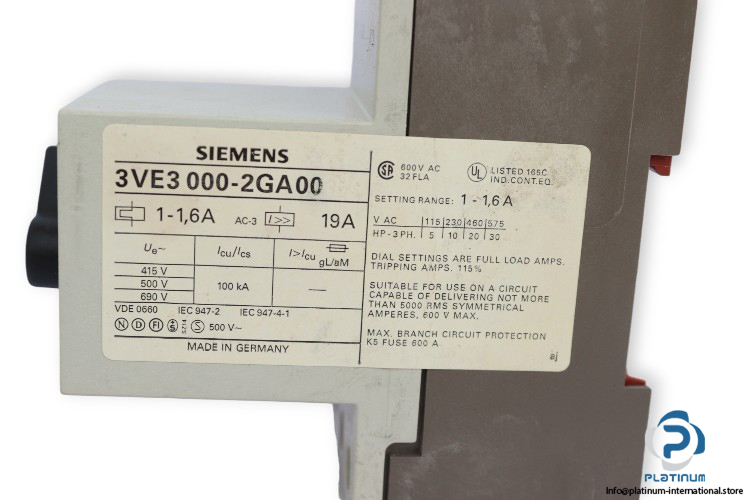 SIEMENS
3VE3 000-2GA00
1-1,6A AC-3 I>> 19A
Ue~ Icu/Ics I>Icu gL/aM
415 V
500 V 100 kA —
690 V
VDE 0660 IEC 947-2 IEC 947-4-1
N D FI S 500 V~
MADE IN GERMANY
SA 600 V AC
32 FLA
UL LISTED 165C
IND.CONT.EQ.
SETTING RANGE: 1-1,6 A
V AC 115 230 460 575
HP-3 PH. 5 10 20 30
DIAL SETTINGS ARE FULL LOAD AMPS.
TRIPPING AMPS. 115%
SUITABLE FOR USE ON A CIRCUIT
CAPABLE OF DELIVERING NOT MORE
THAN 5000 RMS SYMMETRICAL
AMPERES, 600 V MAX.
MAX. BRANCH CIRCUIT PROTECTION
K5 FUSE 600 A
aj
PLATINUM
Info@platinum-international.store